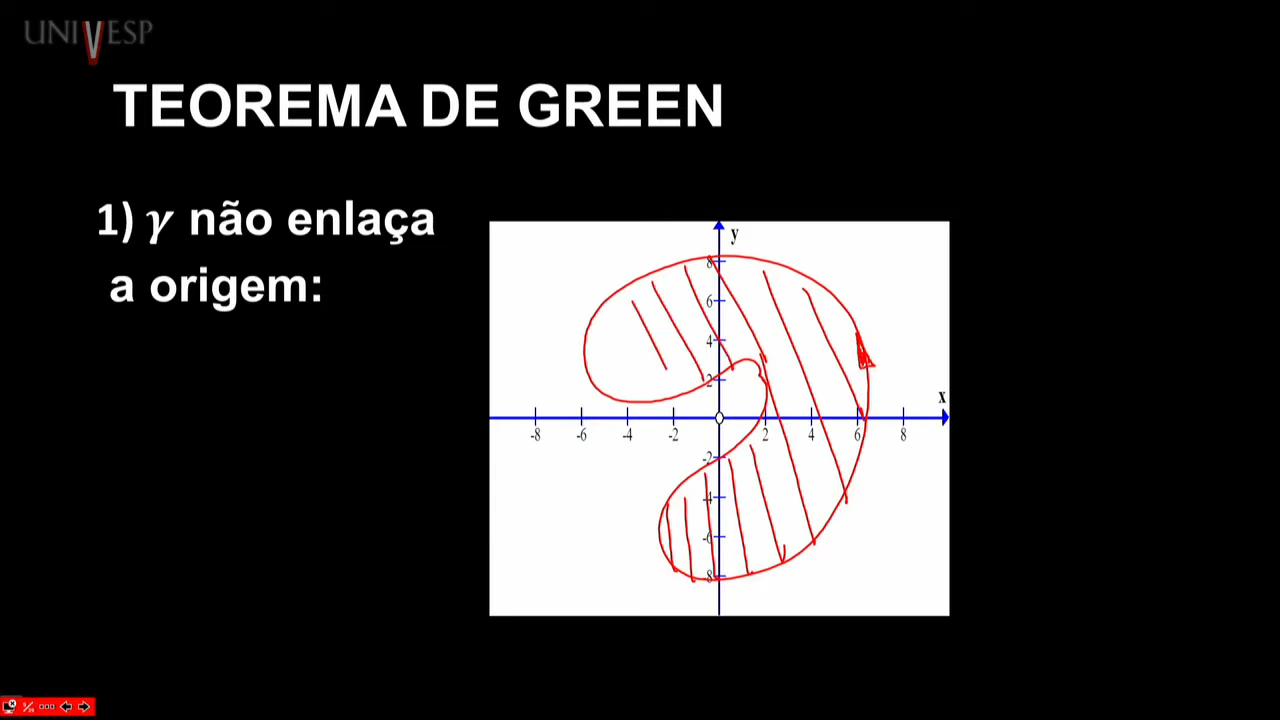 UNIVESP
TEOREMA DE GREEN
1) γ não enlaça
a origem:
y
8
6
4
2
x
-8 -6 -4 -2 2 4 6 8
-2
-4
-6
-8